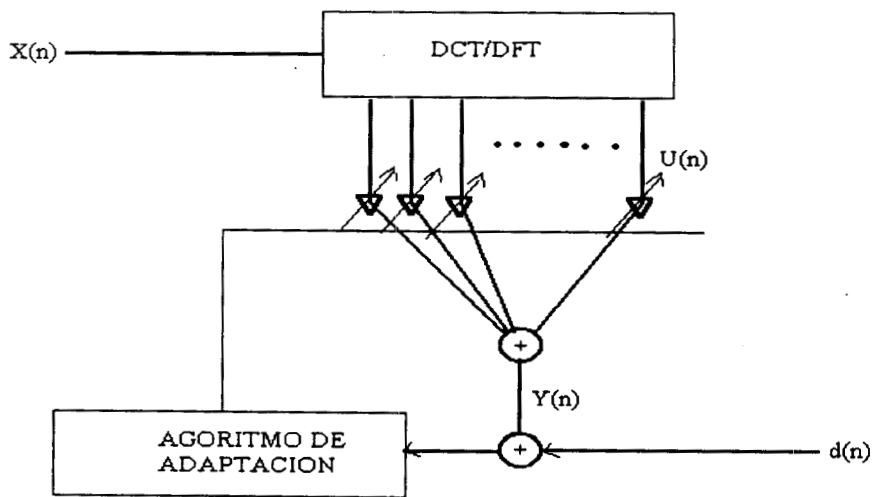 X(n)
DCT/DFT
U(n)
+
Y(n)
AGORITMO DE
ADAPTACION
+
d(n)